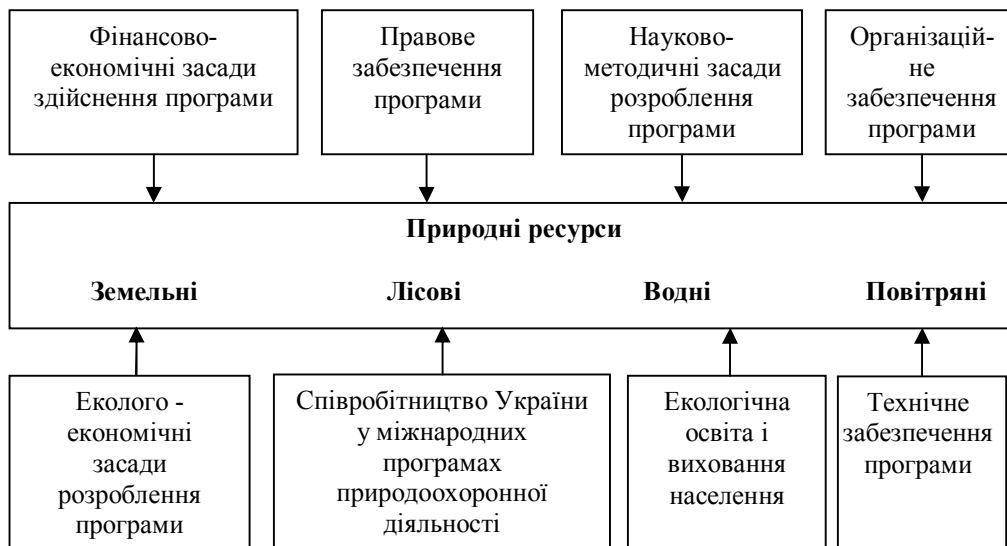 Фінансово-
економічні засади
здійснення програми
Правове
забезпечення
програми
Науково-
методичні засади
розроблення
програми
Організацій-
не
забезпечення
програми
Природні ресурси
Земельні Лісові Водні Повітряні
Еколого -
економічні
засади
розроблення
програми
Співробітництво України
у міжнародних
програмах
природоохоронної
діяльності
Екологічна
освіта і
виховання
населення
Технічне
забезпечення
програми